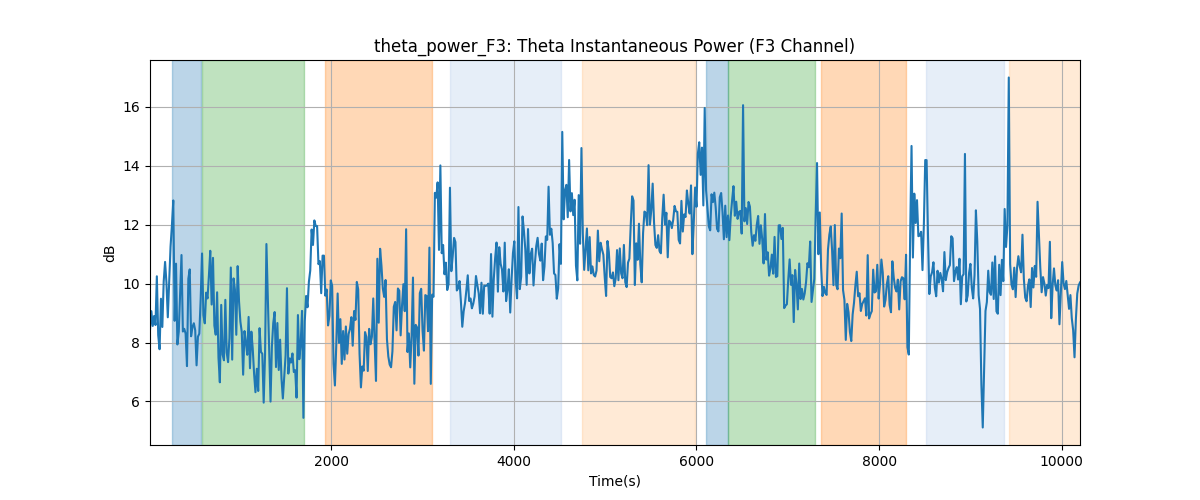 theta_power_F3: Theta Instantaneous Power (F3 Channel)
16
14
12
10
8
6
dB
2000 4000 6000 8000 10000
Time(s)